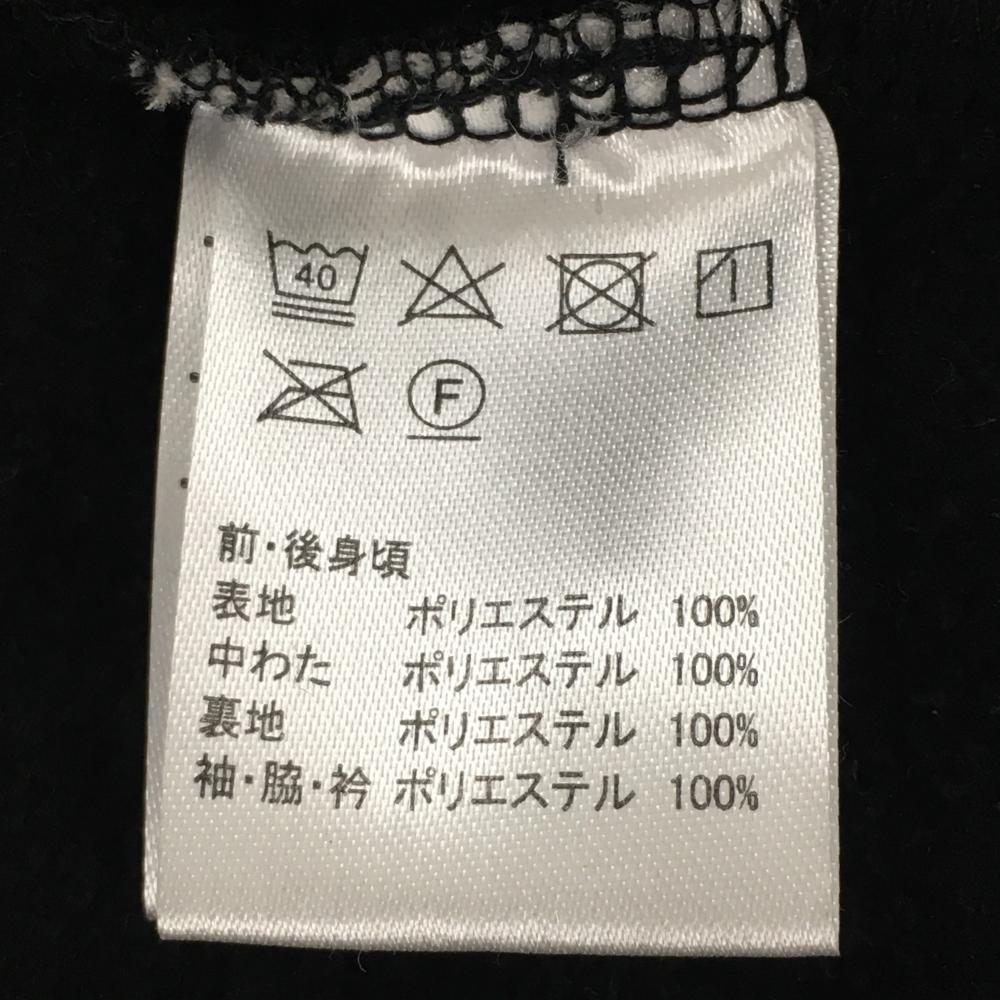 40
F
前・後身頃
表地 ポリエステル 100%
中わた ポリエステル 100%
裏地 ポリエステル 100%
袖・脇・衿 ポリエステル 100%